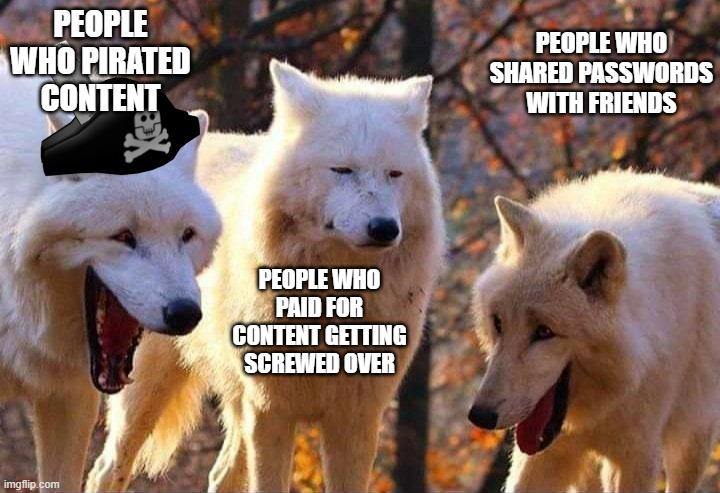 PEOPLE
WHO PIRATED
CONTENT
PEOPLE WHO
SHARED PASSWORDS
WITH FRIENDS
PEOPLE WHO
PAID FOR
CONTENT GETTING
SCREWED OVER
imgflip.com